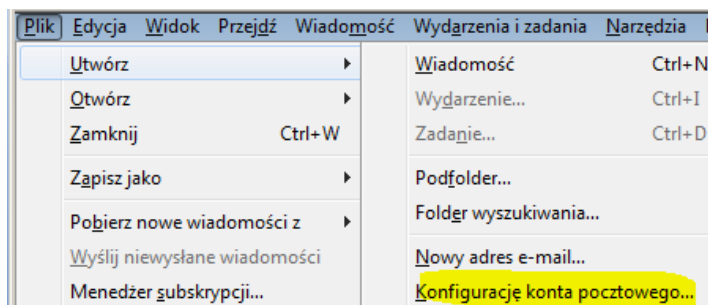 Plik Edycja Widok Przejdź Wiadomość Wydarzenia i zadania Narzędzia
Utwórz
Otwórz
Zamknij Ctrl+W
Zapisz jako
Pobierz nowe wiadomości z
Wyślij niewysłane wiadomości
Menedżer subskrypcji...
Wiadomość Ctrl+N
Wydarzenie... Ctrl+I
Zadanie... Ctrl+D
Podfolder...
Folder wyszukiwania...
Nowy adres e-mail...
Konfigurację konta pocztowego...